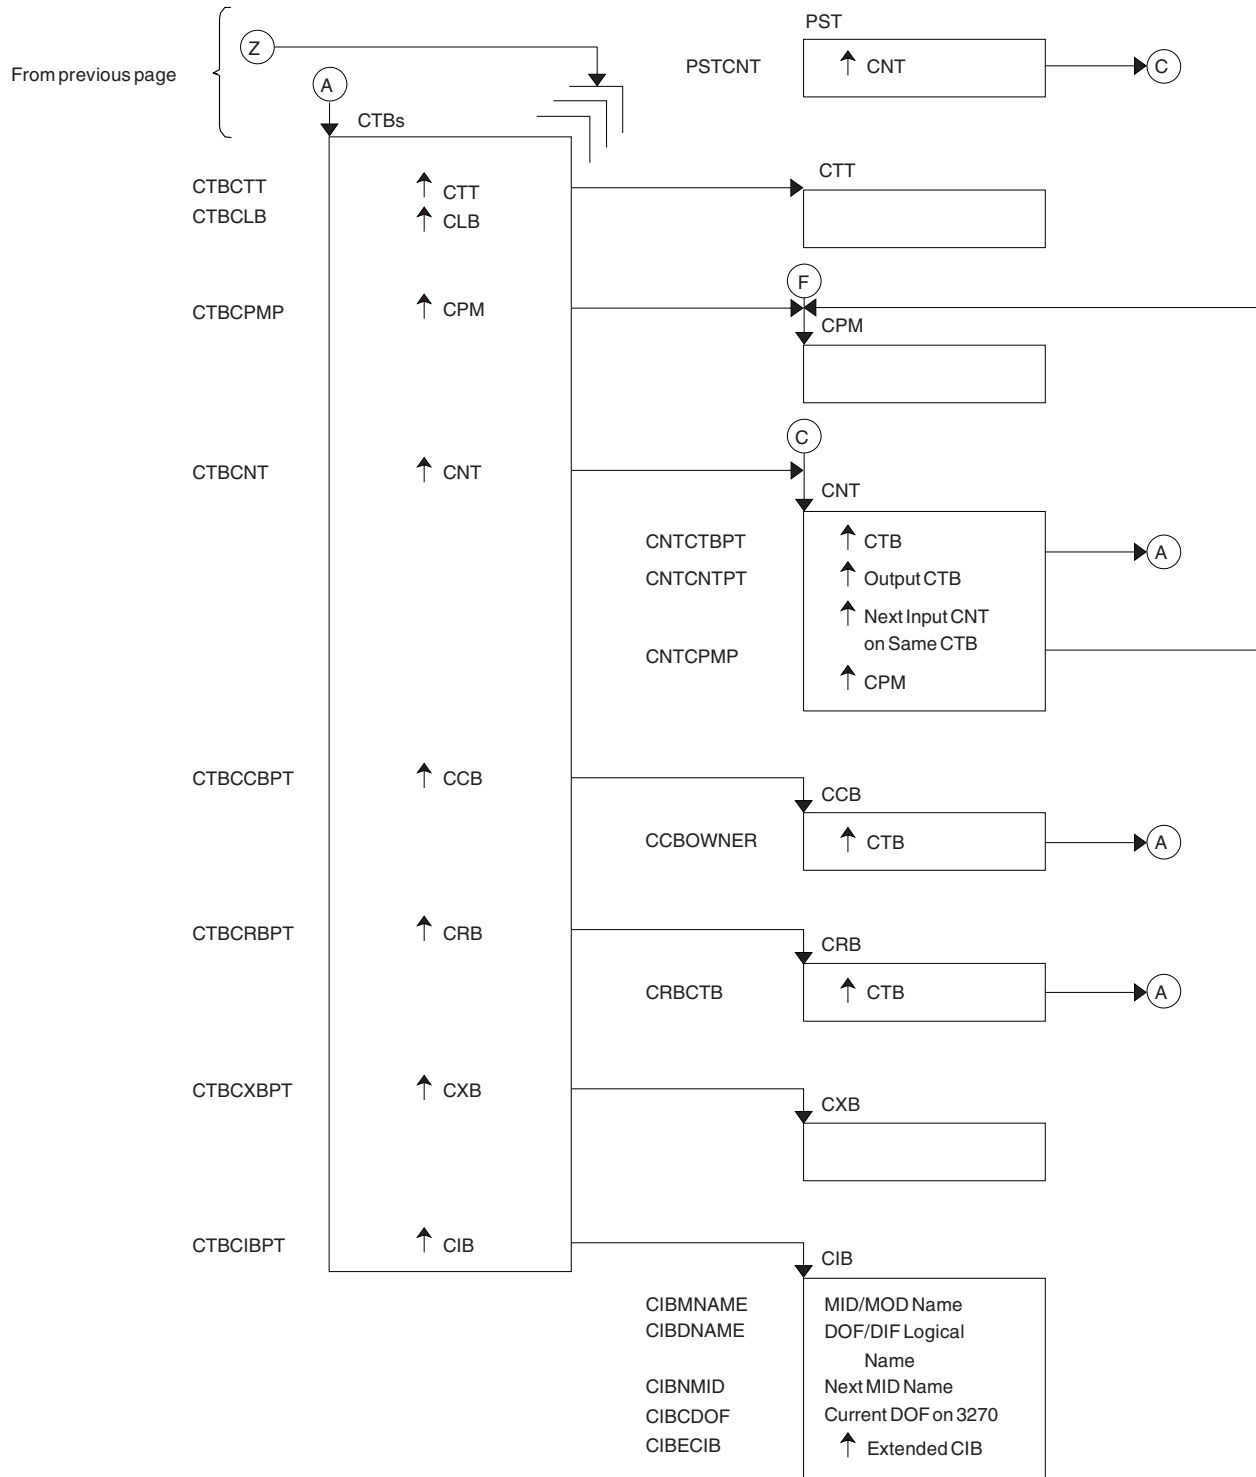 PST
Z
From previous page
PSTCNT
CNT
C
A
CTBs
CTT
CTBCTT
CTT
CTBCLB
CLB
F
CTBCPMP
CPM
CPM
C
CTBCNT
CNT
CNT
CNTCTBPT
CTB
A
CNTCNTPT
Output CTB
Next Input CNT
on Same CTB
CNTCPMP
CPM
CTBCCBPT
CCB
CCB
CCBOWNER
CTB
A
CTBCRBPT
CRB
CRB
CRBCTB
CTB
A
CTBCXBPT
CXB
CXB
CTBCIBPT
CIB
CIB
CIBMNAME
MID/MOD Name
CIBDNAME
DOF/DIF Logical
Name
CIBNMID
Next MID Name
CIBCDOF
Current DOF on 3270
CIBECIB
Extended CIB